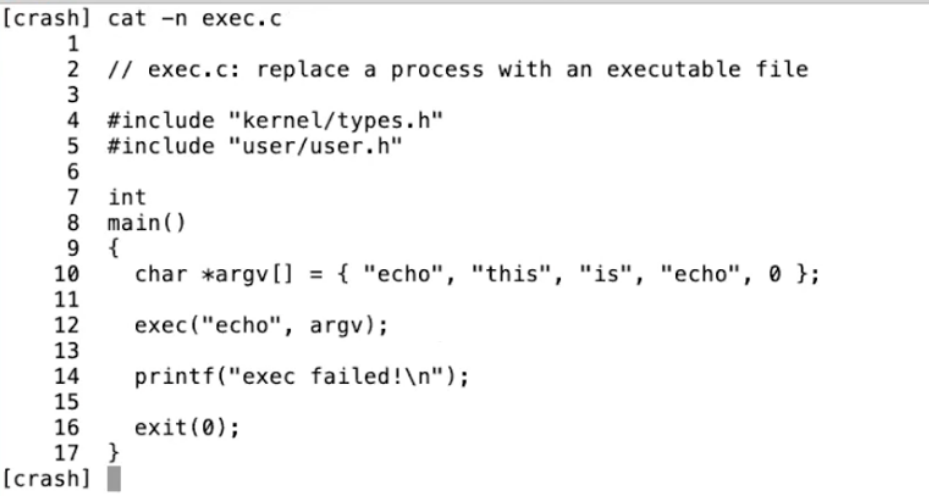 [crash] cat -n exec.c
     1
     2  // exec.c: replace a process with an executable file
     3
     4  #include "kernel/types.h"
     5  #include "user/user.h"
     6
     7  int
     8  main()
     9  {
    10    char *argv[] = { "echo", "this", "is", "echo", 0 };
    11
    12    exec("echo", argv);
    13
    14    printf("exec failed!\n");
    15
    16    exit(0);
    17  }
[crash]